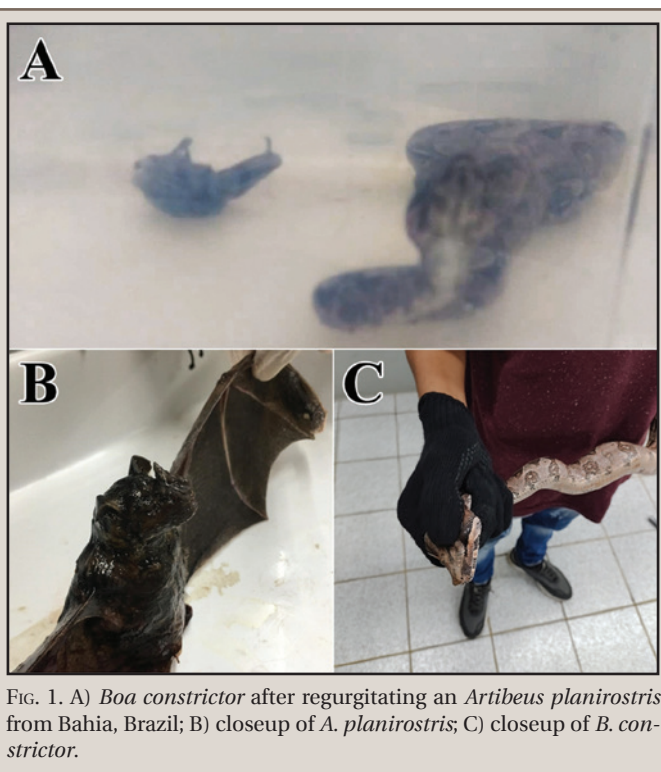 A
B
C
FIG. 1. A) Boa constrictor after regurgitating an Artibeus planirostris
from Bahia, Brazil; B) closeup of A. planirostris; C) closeup of B. con-
strictor.